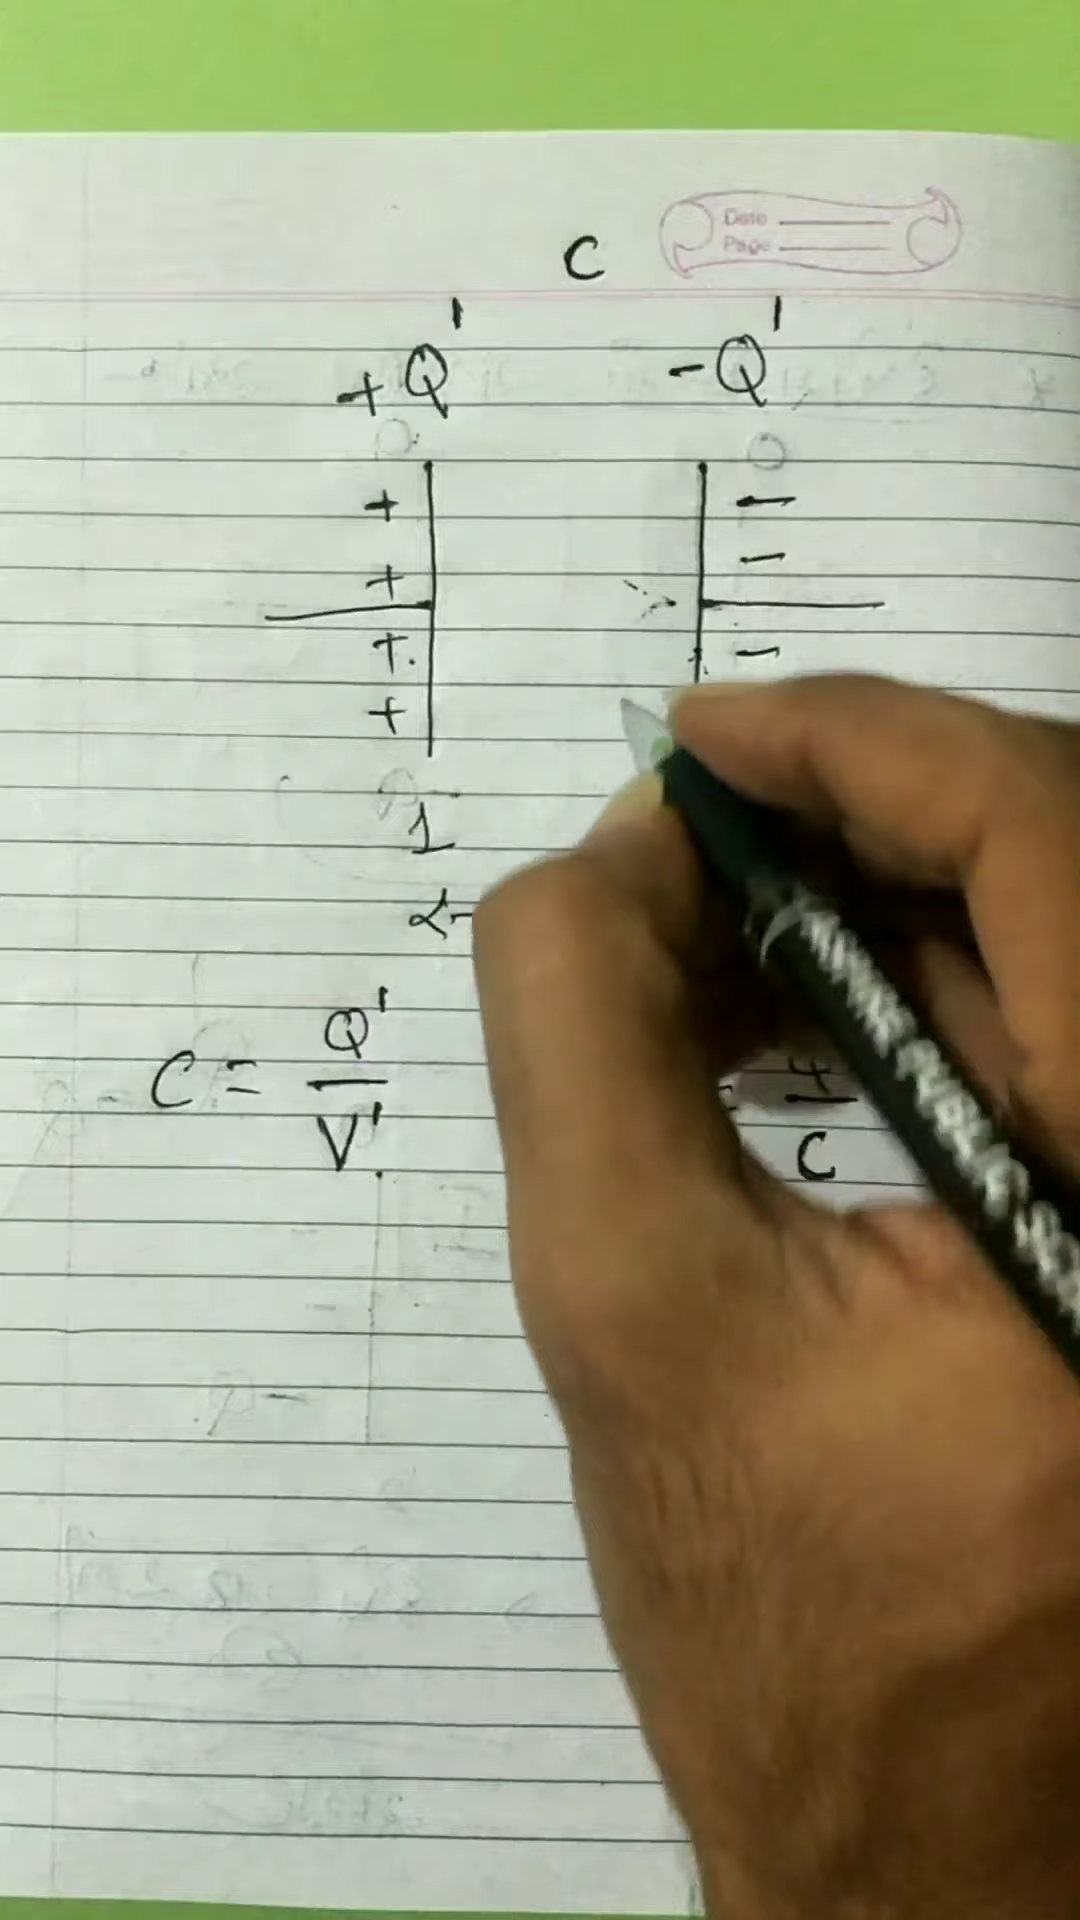 Date
Page
C
+Q' -Q'
+ -
+ -
+ -
+
1
C = Q'/V' = /C